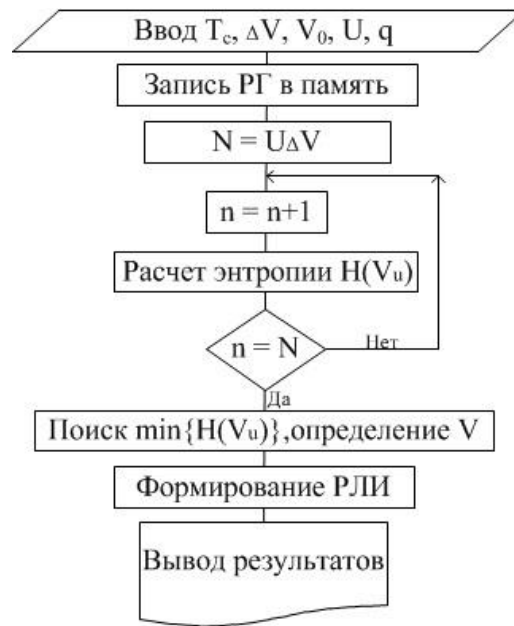 Ввод Tc, ΔV, V0, U, q
Запись РГ в память
N = UΔV
n = n+1
Расчет энтропии H(Vu)
n = N
Нет
Да
Поиск min{H(Vu)},определение V
Формирование РЛИ
Вывод результатов